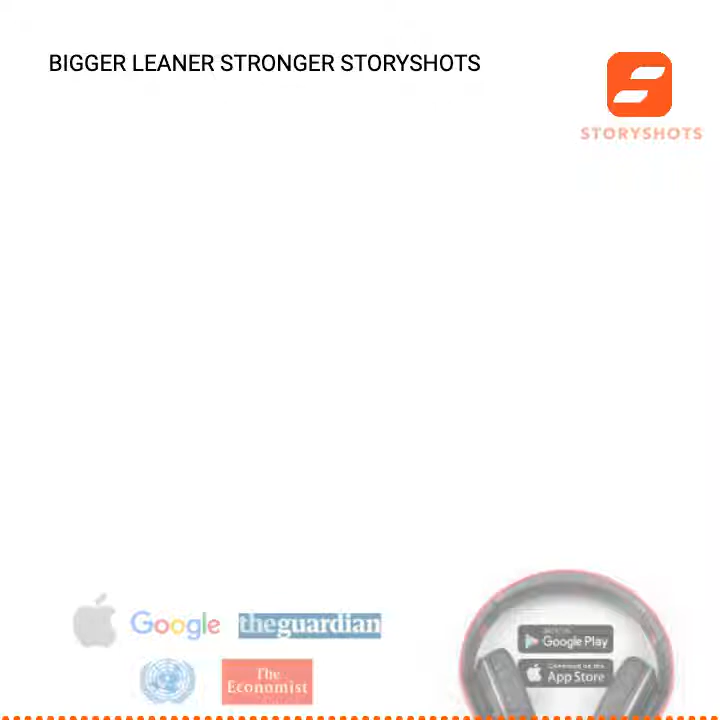 BIGGER LEANER STRONGER STORYSHOTS
STORYSHOTS
Google
theguardian
The
Economist
Google Play
App Store